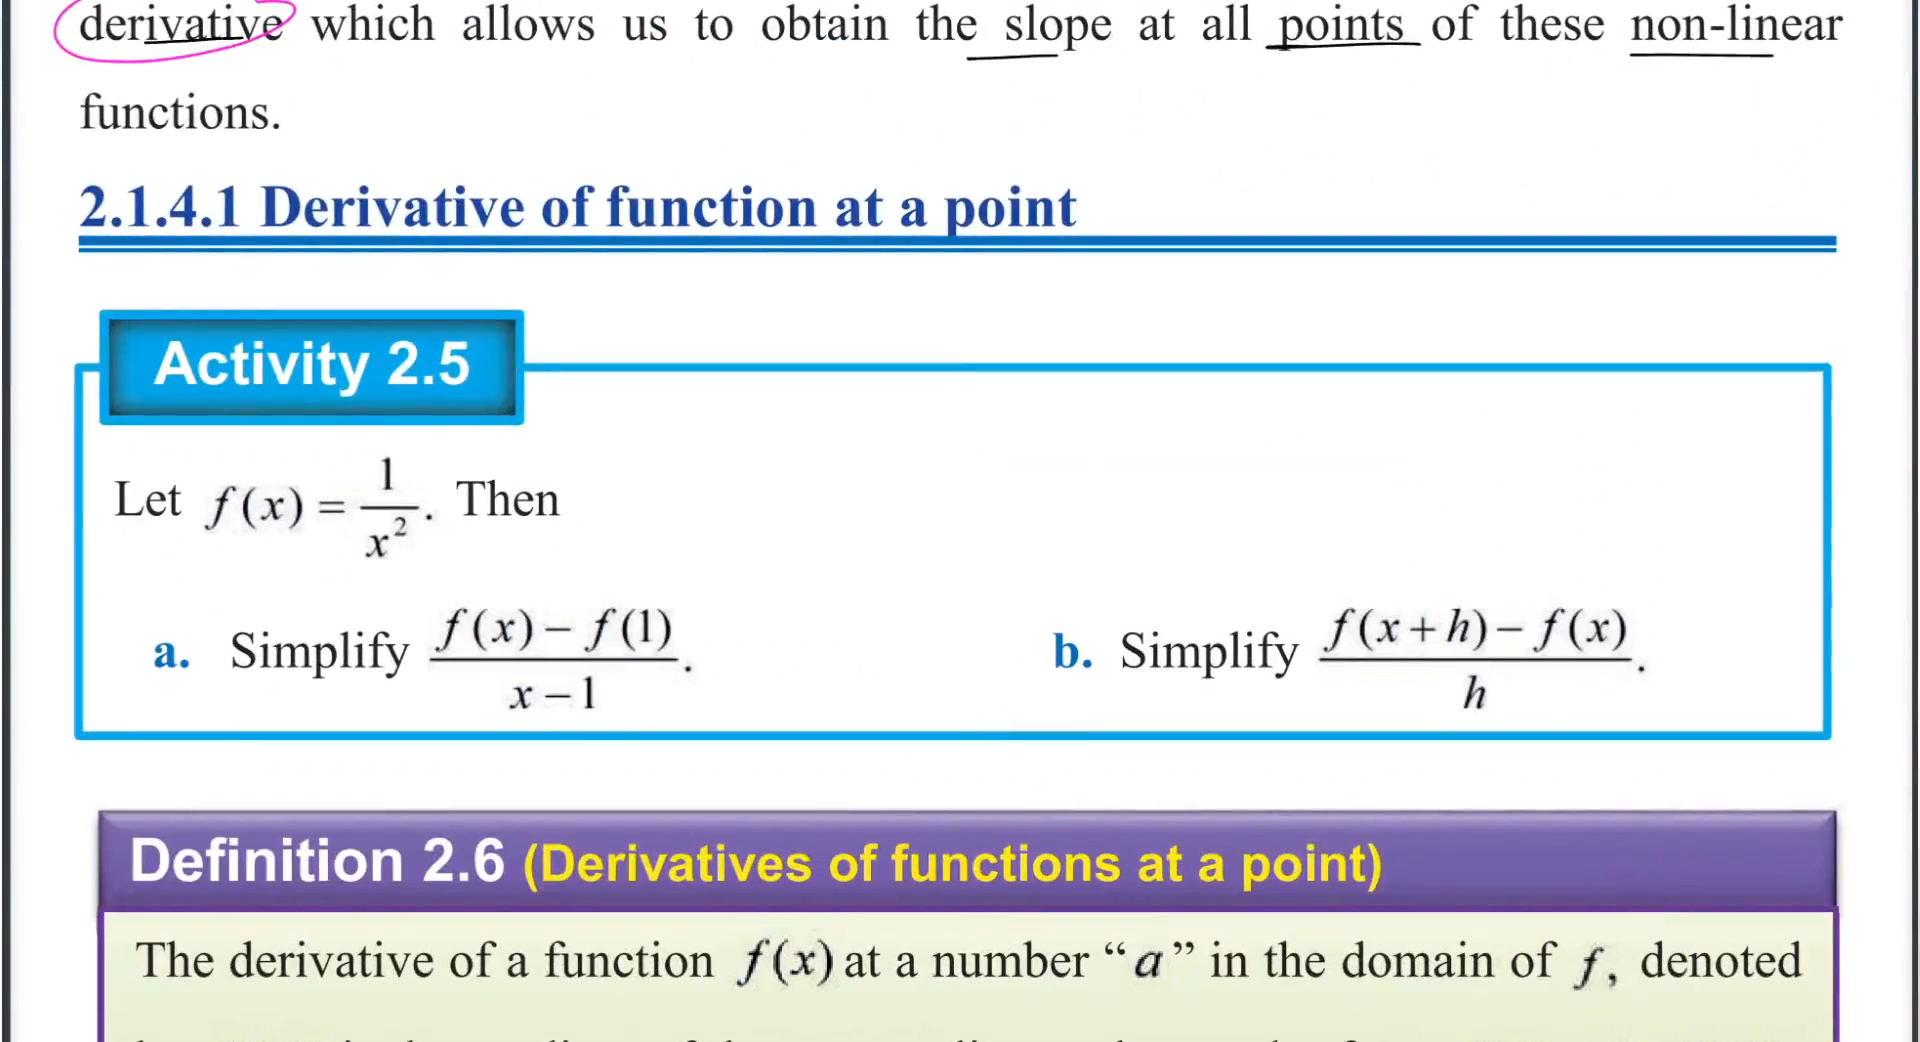 derivative which allows us to obtain the slope at all points of these non-linear
functions.
2.1.4.1 Derivative of function at a point
Activity 2.5
Let f(x) = 1/x². Then
a. Simplify (f(x) – f(1))/(x – 1). b. Simplify (f(x + h) – f(x))/h.
Definition 2.6 (Derivatives of functions at a point)
The derivative of a function f(x) at a number “a” in the domain of f, denoted